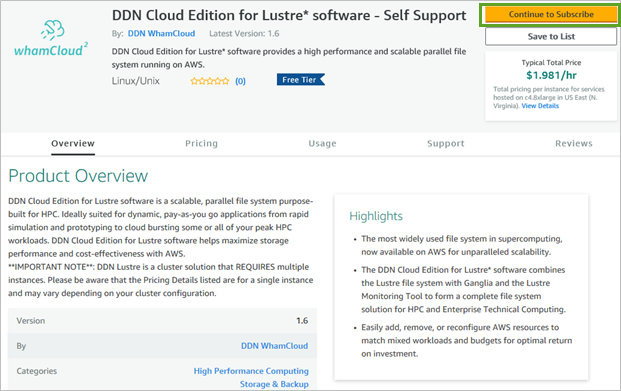 DDN Cloud Edition for Lustre* software - Self Support
By: DDN WhamCloud Latest Version: 1.6
DDN Cloud Edition for Lustre* software provides a high performance and scalable parallel file
system running on AWS.
Linux/Unix (0) Free Tier
whamCloud²
Continue to Subscribe
Save to List
Typical Total Price
$1.981/hr
Total pricing per instance for services
hosted on c4.8xlarge in US East (N.
Virginia). View Details
Overview Pricing Usage Support Reviews
Product Overview
DDN Cloud Edition for Lustre software is a scalable, parallel file system purpose-
built for HPC. Ideally suited for dynamic, pay-as-you go applications from rapid
simulation and prototyping to cloud bursting some or all of your peak HPC
workloads. DDN Cloud Edition for Lustre software helps maximize storage
performance and cost-effectiveness with AWS.
**IMPORTANT NOTE**: DDN Lustre is a cluster solution that REQUIRES multiple
instances. Please be aware that the Pricing Details listed are for a single instance
and may vary depending on your cluster configuration.
Version 1.6
By DDN WhamCloud
Categories High Performance Computing
Storage & Backup
Highlights
• The most widely used file system in supercomputing,
now available on AWS for unparalleled scalability.
• The DDN Cloud Edition for Lustre* software combines
the Lustre file system with Ganglia and the Lustre
Monitoring Tool to form a complete file system
solution for HPC and Enterprise Technical Computing.
• Easily add, remove, or reconfigure AWS resources to
match mixed workloads and budgets for optimal return
on investment.